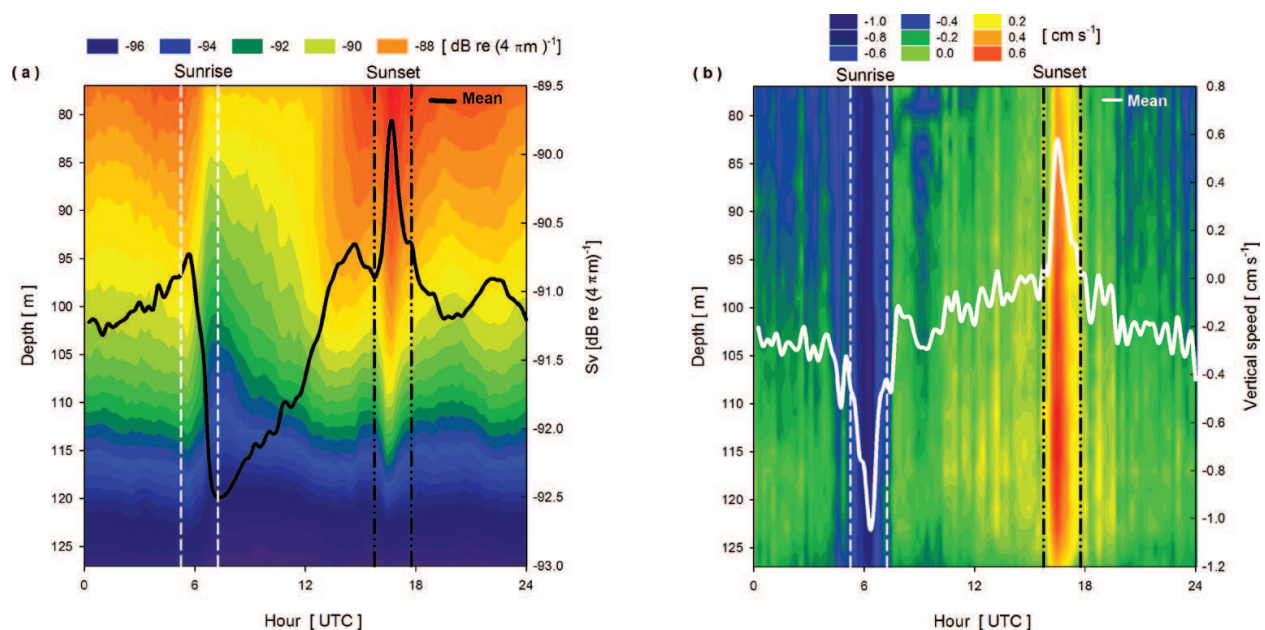 -96 -94 -92 -90 -88 [ dB re (4 πm )⁻¹]
( a ) Sunrise Sunset
Mean
80
85
90
95
100
105
110
115
120
125
Depth [ m ]
-89.5
-90.0
-90.5
-91.0
-91.5
-92.0
-92.5
-93.0
Sv [dB re (4 πm)⁻¹]
0 6 12 18 24
Hour [ UTC ]
-1.0 -0.4 0.2
-0.8 -0.2 0.4
-0.6 0.0 0.6
[ cm s⁻¹]
( b ) Sunrise Sunset
Mean
80
85
90
95
100
105
110
115
120
125
Depth [ m ]
0.8
0.6
0.4
0.2
0.0
-0.2
-0.4
-0.6
-0.8
-1.0
-1.2
Vertical speed [ cm s⁻¹]
0 6 12 18 24
Hour [ UTC ]